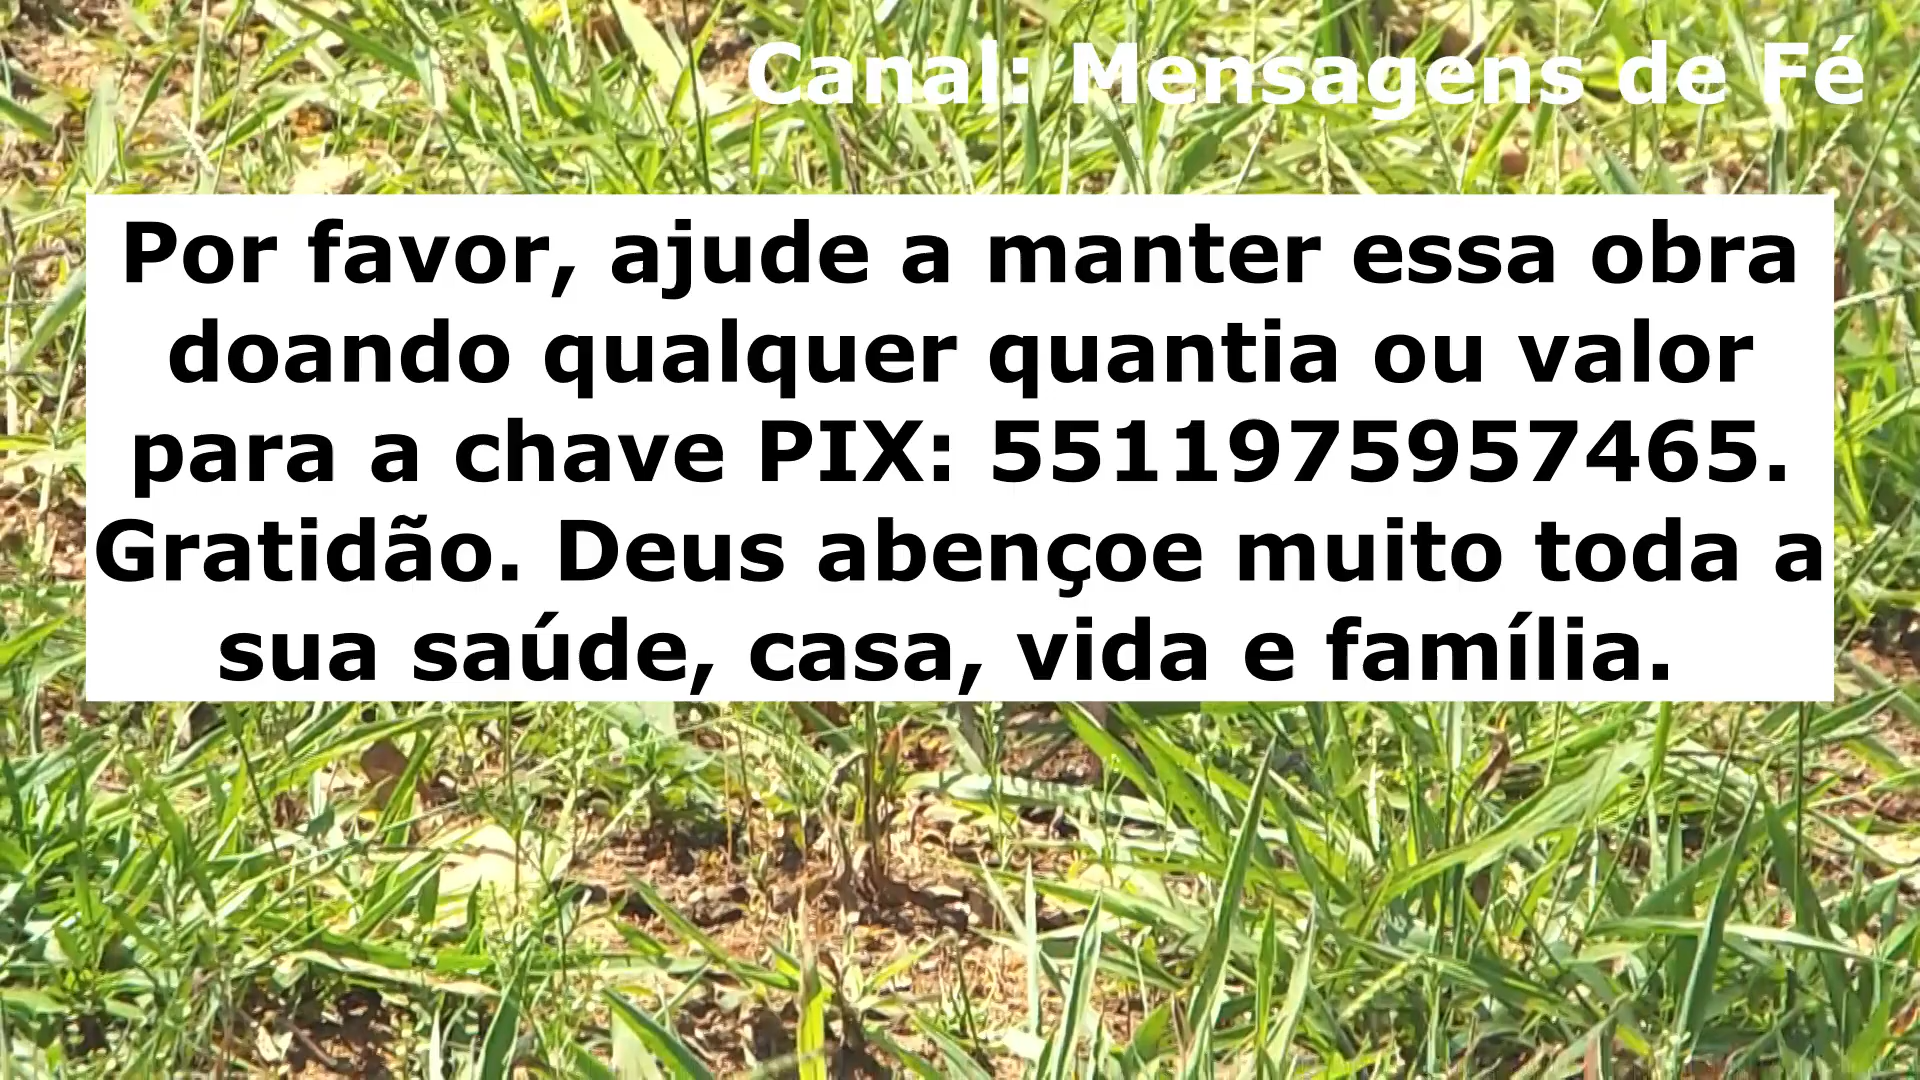 Canal: Mensagens de Fé
Por favor, ajude a manter essa obra
doando qualquer quantia ou valor
para a chave PIX: 5511975957465.
Gratidão. Deus abençoe muito toda a
sua saúde, casa, vida e família.